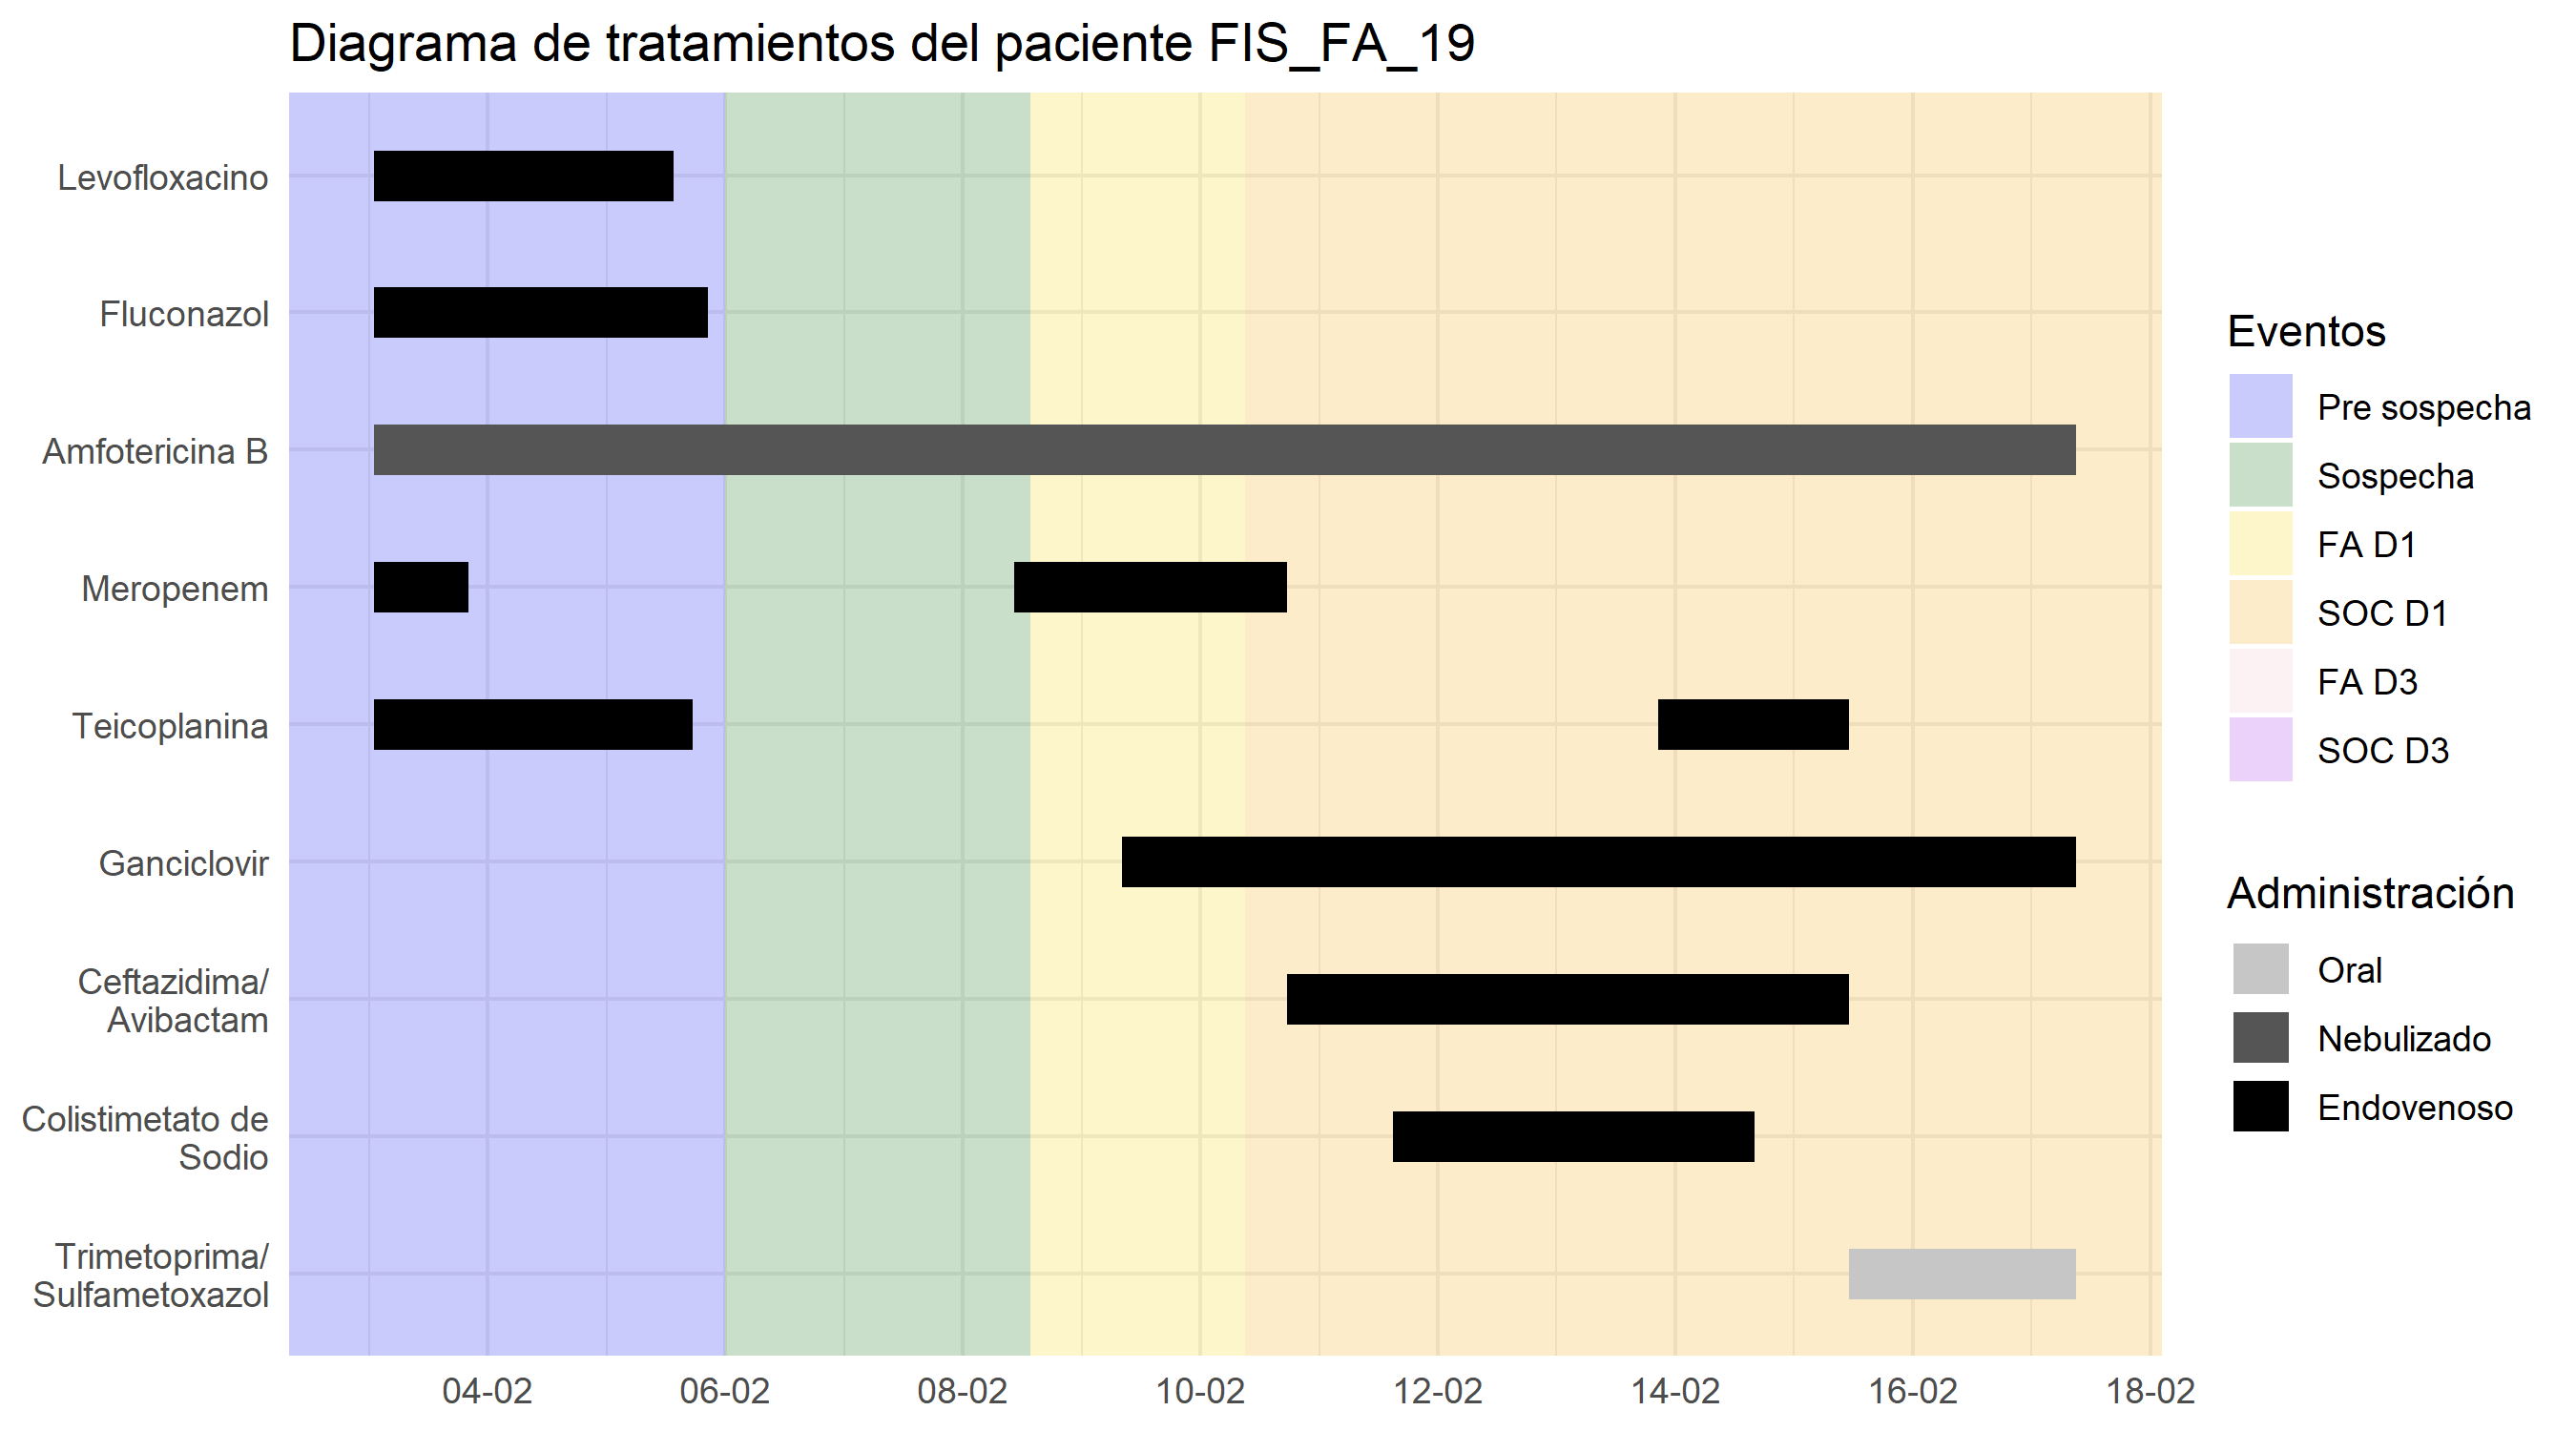 Diagrama de tratamientos del paciente FIS_FA_19
Levofloxacino
Fluconazol
Amfotericina B
Meropenem
Teicoplanina
Ganciclovir
Ceftazidima/
Avibactam
Colistimetato de
Sodio
Trimetoprima/
Sulfametoxazol
04-02
06-02
08-02
10-02
12-02
14-02
16-02
18-02
Eventos
Pre sospecha
Sospecha
FA D1
SOC D1
FA D3
SOC D3
Administración
Oral
Nebulizado
Endovenoso